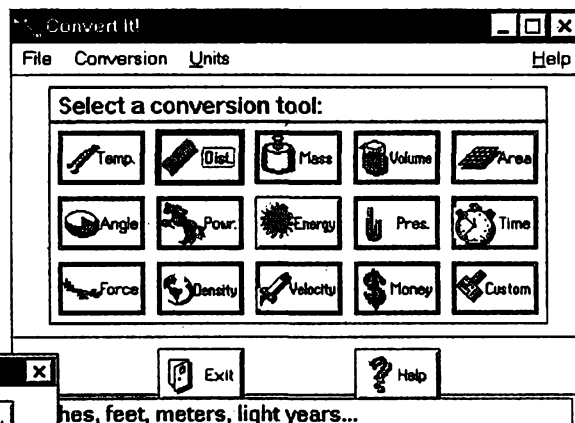 Convert It!
File Conversion Units Help
Select a conversion tool:
Temp. Dist. Mass Volume Area
Angle Powr. Energy Pres. Time
Force Density Velocity Money Custom
Exit Help
hes, feet, meters, light years...